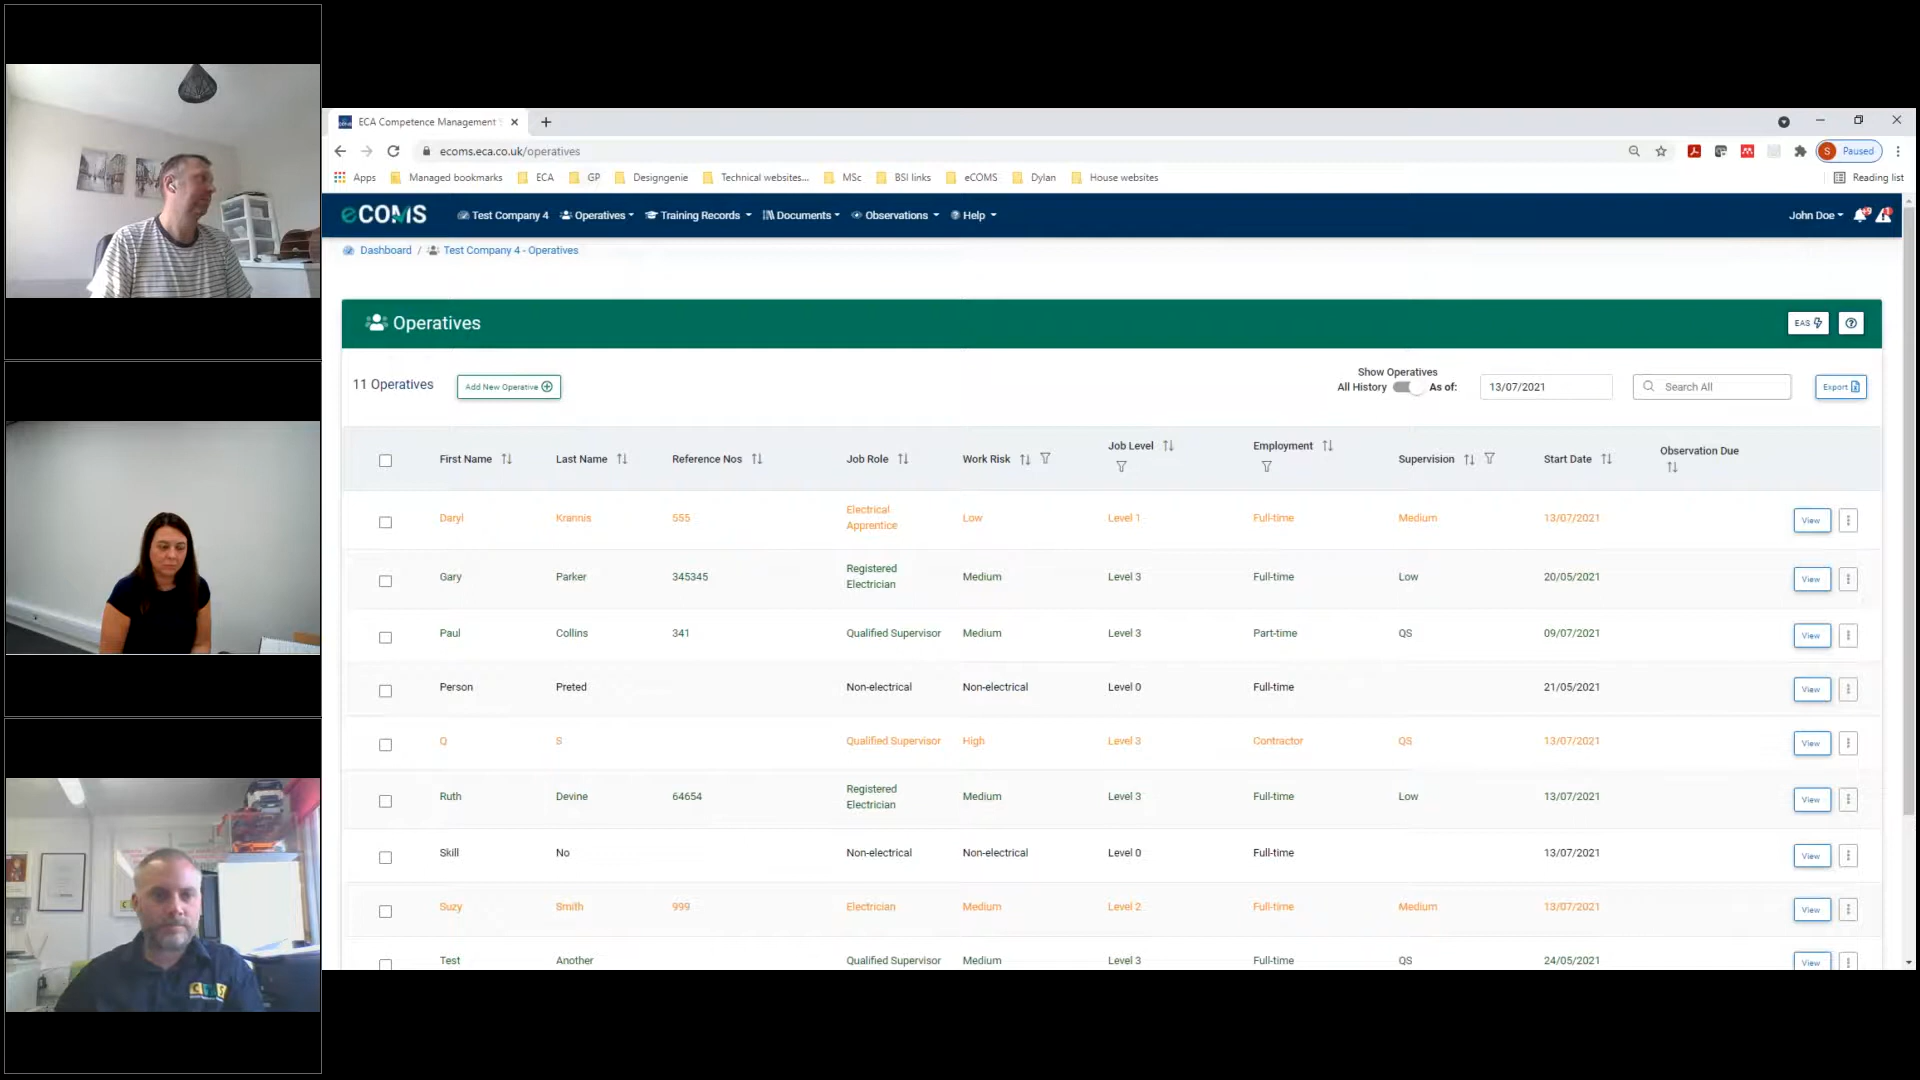 ECA Competence Management
ecoms.eca.co.uk/operatives
S Paused
Apps Managed bookmarks ECA GP Designgenie Technical websites... MSc BSI links eCOMS Dylan House websites Reading list
eCOMS Test Company 4 Operatives Training Records Documents Observations Help John Doe
Dashboard / Test Company 4 - Operatives
Operatives EAS
11 Operatives Add New Operative Show Operatives
All History As of: 13/07/2021 Search All Export
First Name Last Name Reference Nos Job Role Work Risk Job Level Employment Supervision Start Date Observation Due
Daryl Krannis 555 Electrical Apprentice Low Level 1 Full-time Medium 13/07/2021 View
Gary Parker 345345 Registered Electrician Medium Level 3 Full-time Low 20/05/2021 View
Paul Collins 341 Qualified Supervisor Medium Level 3 Part-time QS 09/07/2021 View
Person Preted Non-electrical Non-electrical Level 0 Full-time 21/05/2021 View
Q S Qualified Supervisor High Level 3 Contractor QS 13/07/2021 View
Ruth Devine 64654 Registered Electrician Medium Level 3 Full-time Low 13/07/2021 View
Skill No Non-electrical Non-electrical Level 0 Full-time 13/07/2021 View
Suzy Smith 999 Electrician Medium Level 2 Full-time Medium 13/07/2021 View
Test Another Qualified Supervisor Medium Level 3 Full-time QS 24/05/2021 View